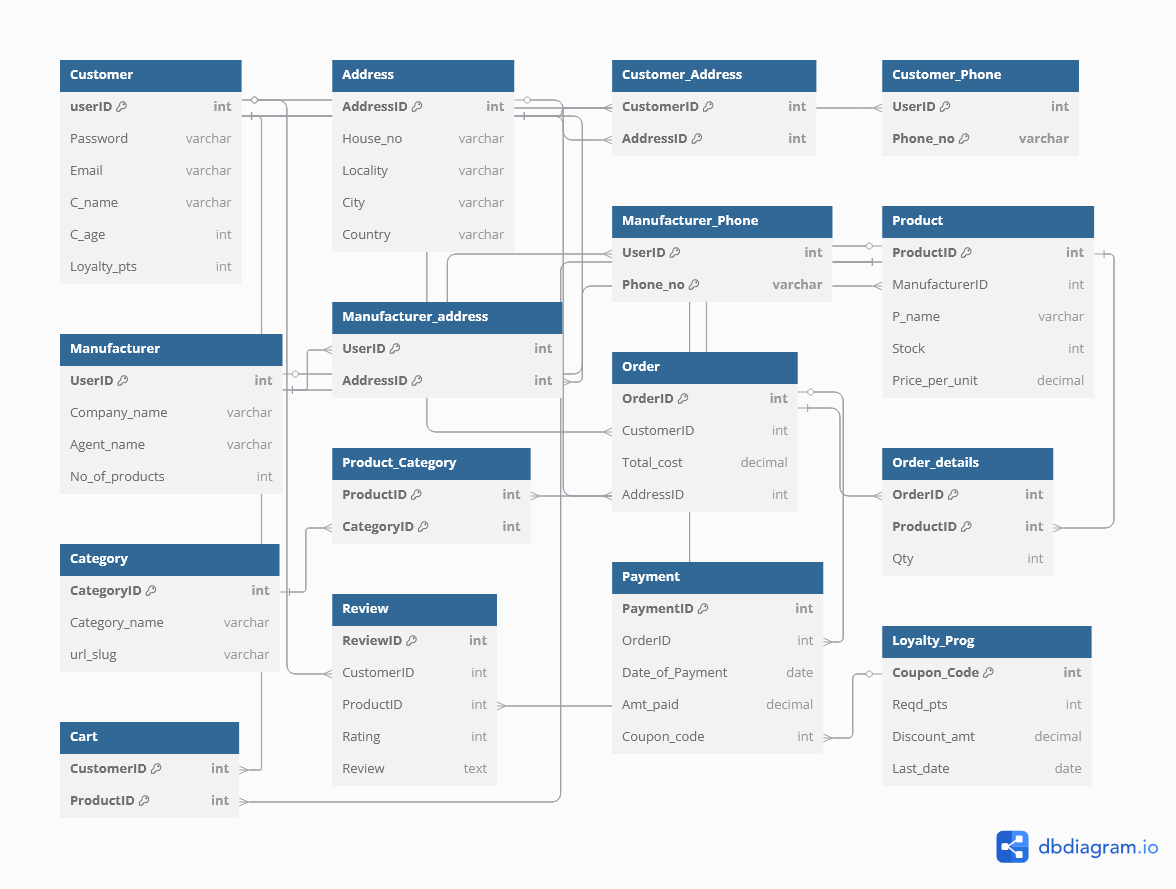 Customer
userID int
Password varchar
Email varchar
C_name varchar
C_age int
Loyalty_pts int
Address
AddressID int
House_no varchar
Locality varchar
City varchar
Country varchar
Customer_Address
CustomerID int
AddressID int
Customer_Phone
UserID int
Phone_no varchar
Manufacturer_Phone
UserID int
Phone_no varchar
Product
ProductID int
ManufacturerID int
P_name varchar
Stock int
Price_per_unit decimal
Manufacturer
UserID int
Company_name varchar
Agent_name varchar
No_of_products int
Manufacturer_address
UserID int
AddressID int
Order
OrderID int
CustomerID int
Total_cost decimal
AddressID int
Product_Category
ProductID int
CategoryID int
Order_details
OrderID int
ProductID int
Qty int
Category
CategoryID int
Category_name varchar
url_slug varchar
Review
ReviewID int
CustomerID int
ProductID int
Rating int
Review text
Payment
PaymentID int
OrderID int
Date_of_Payment date
Amt_paid decimal
Coupon_code int
Loyalty_Prog
Coupon_Code int
Reqd_pts int
Discount_amt decimal
Last_date date
Cart
CustomerID int
ProductID int
dbdiagram.io